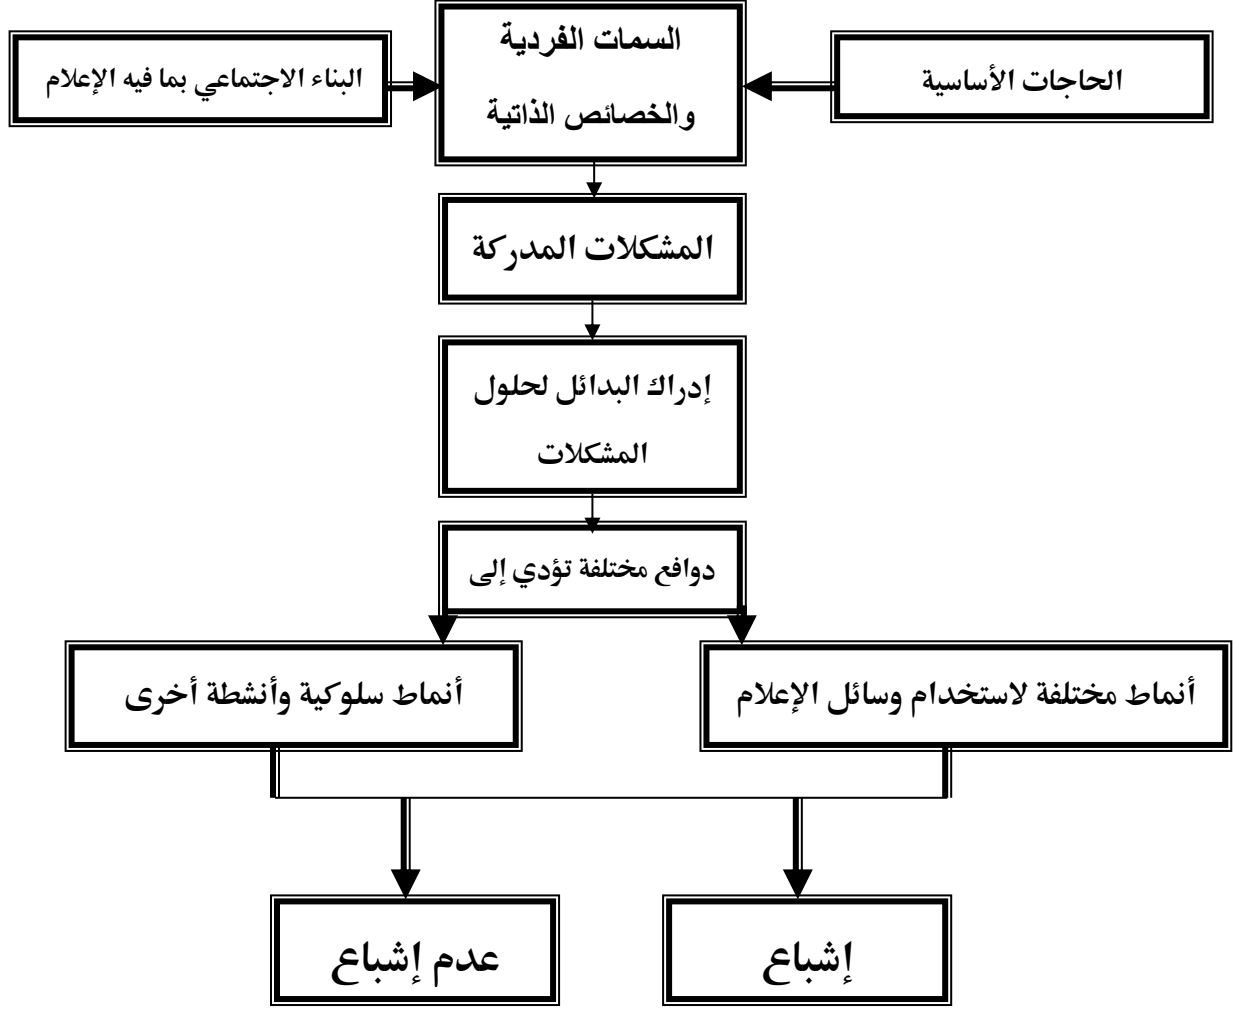 السمات الفردية
والخصائص الذاتية
الحاجات الأساسية
البناء الاجتماعي بما فيه الإعلام
المشكلات المدركة
إدراك البدائل لحلول
المشكلات
دوافع مختلفة تؤدي إلى
أنماط مختلفة لاستخدام وسائل الإعلام
أنماط سلوكية وأنشطة أخرى
إشباع
عدم إشباع